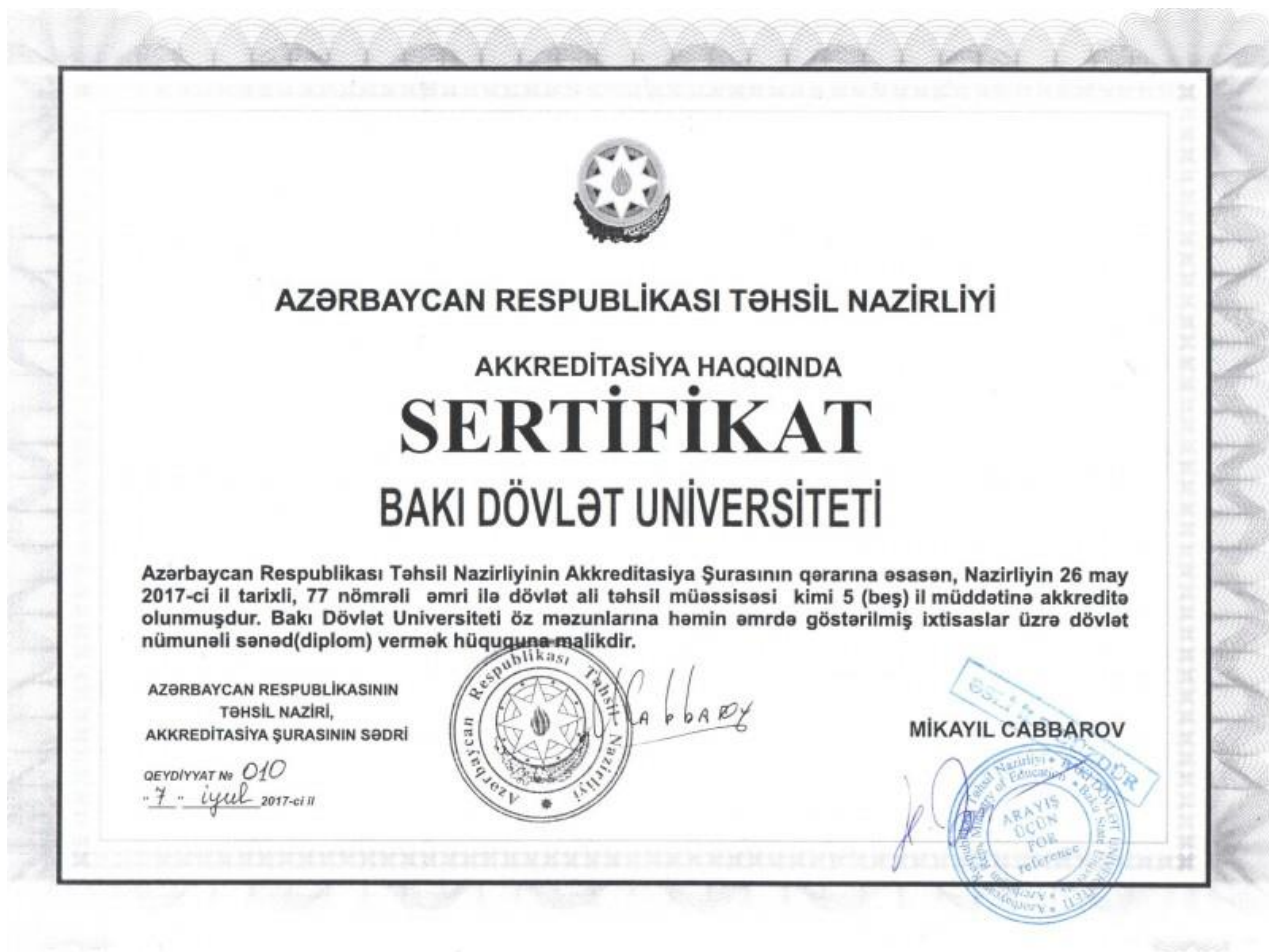 AZƏRBAYCAN RESPUBLİKASI TƏHSİL NAZİRLİYİ
AKKREDİTASİYA HAQQINDA
SERTİFİKAT
BAKI DÖVLƏT UNİVERSİTETİ
Azərbaycan Respublikası Təhsil Nazirliyinin Akkreditasiya Şurasının qərarına əsasən, Nazirliyin 26 may
2017-ci il tarixli, 77 nömrəli əmri ilə dövlət ali təhsil müəssisəsi kimi 5 (beş) il müddətinə akkreditə
olunmuşdur. Bakı Dövlət Universiteti öz məzunlarına həmin əmrdə göstərilmiş ixtisaslar üzrə dövlət
nümunəli sənəd(diplom) vermək hüququna malikdir.
AZƏRBAYCAN RESPUBLİKASININ
TƏHSİL NAZİRİ,
AKKREDİTASİYA ŞURASININ SƏDRİ
Azərbaycan Respublikası Təhsil Nazirliyi
MİKAYIL CABBAROV
QEYDİYYAT № 010
"7" iyul 2017-ci il
ARAYIŞ
ÜÇÜN
FOR
reference